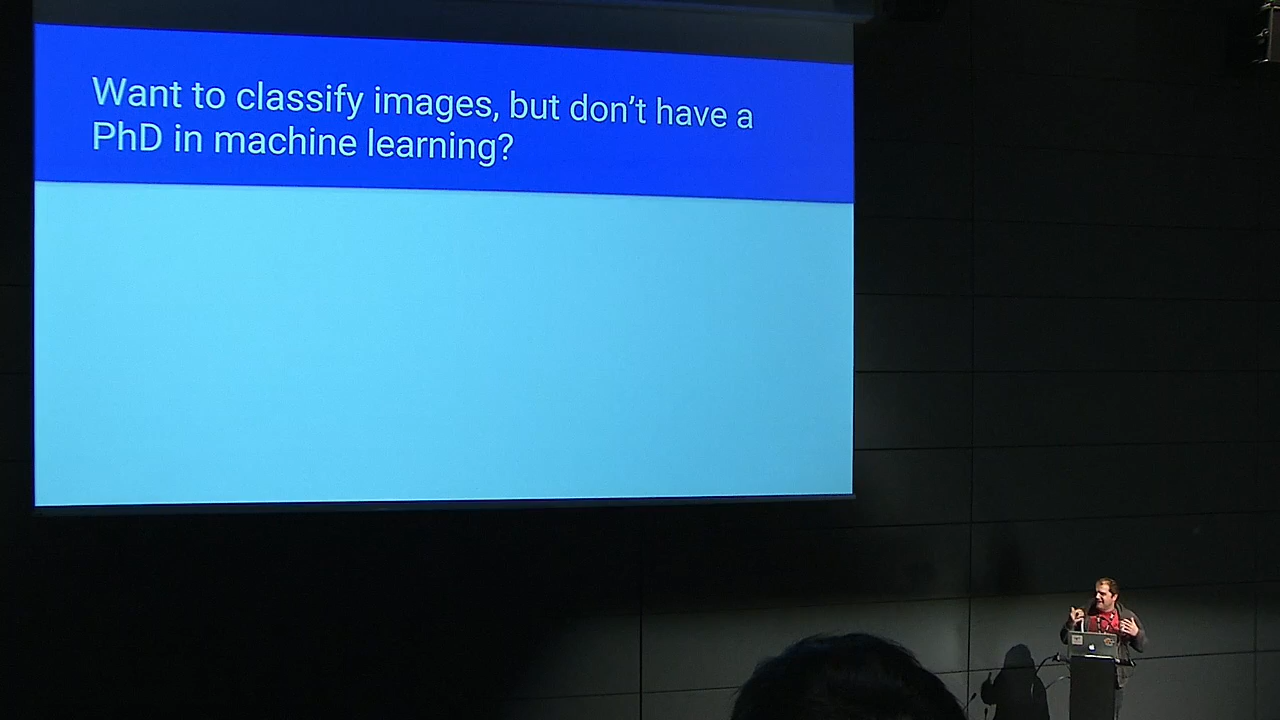 Want to classify images, but don’t have a
PhD in machine learning?